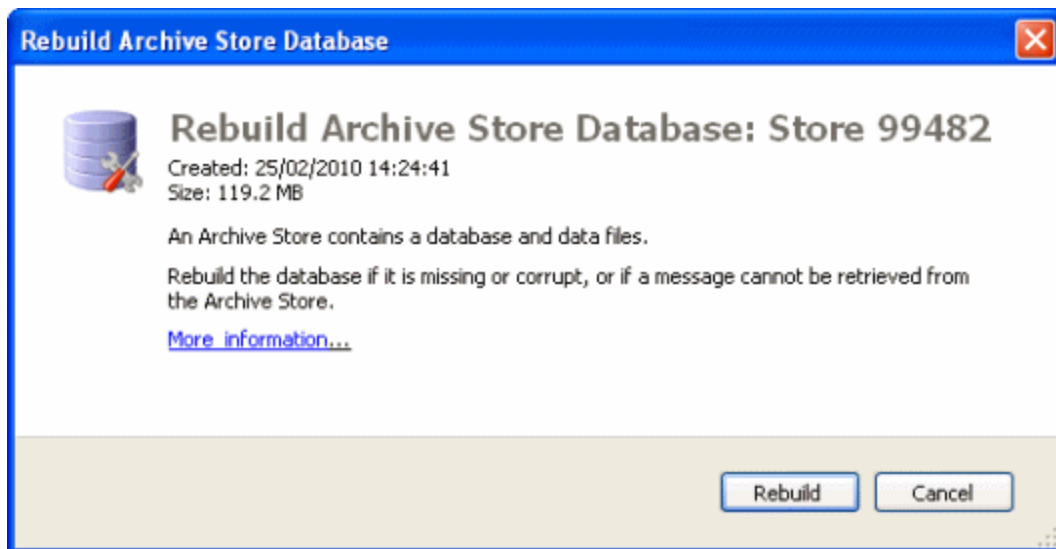 Rebuild Archive Store Database
Rebuild Archive Store Database: Store 99482
Created: 25/02/2010 14:24:41
Size: 119.2 MB
An Archive Store contains a database and data files.
Rebuild the database if it is missing or corrupt, or if a message cannot be retrieved from
the Archive Store.
More information...
Rebuild
Cancel